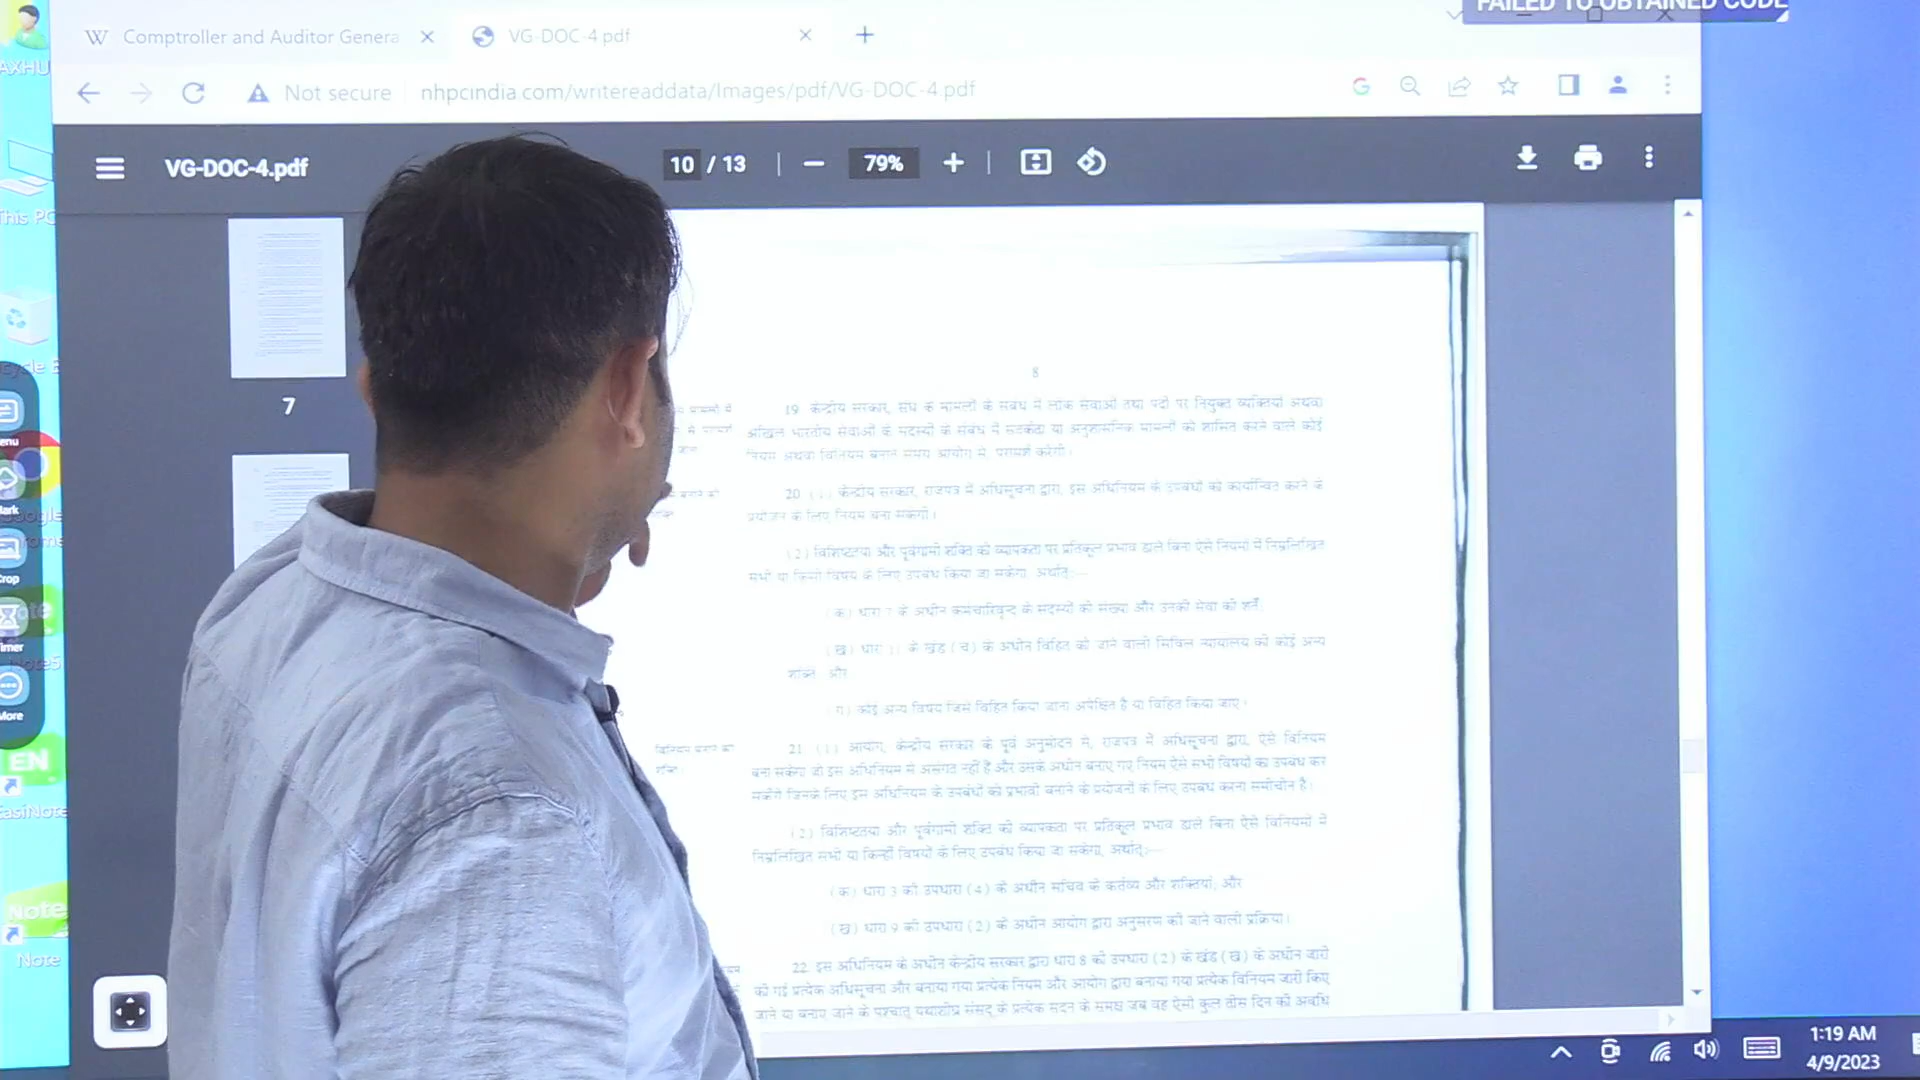 FAILED TO OBTAINED CODE
Comptroller and Auditor Genera
VG-DOC-4.pdf
Not secure
nhpcindia.com/writereaddata/Images/pdf/VG-DOC-4.pdf
VG-DOC-4.pdf
10 / 13
79%
7
8
19 केन्द्रीय सरकार, संघ के मामलों के संबंध में लोक सेवाओं तथा पदों पर नियुक्त व्यक्तियों अथवा
अखिल भारतीय सेवाओं के सदस्यों के संबंध में सतर्कता या अनुशासनिक मामलों को शासित करने वाले कोई
नियम अथवा विनियम बनाते समय आयोग से, परामर्श करेगी।
20 (1) केन्द्रीय सरकार, राजपत्र में अधिसूचना द्वारा, इस अधिनियम के उपबंधों को कार्यान्वित करने के
प्रयोजन के लिए नियम बना सकेगी।
(2) विशिष्टतया और पूर्वगामी शक्ति की व्यापकता पर प्रतिकूल प्रभाव डाले बिना ऐसे नियमों में निम्नलिखित
सभी या किसी विषय के लिए उपबंध किया जा सकेगा, अर्थात्:—
(क) धारा 7 के अधीन कर्मचारिवृन्द के सदस्यों की संख्या और उनकी सेवा की शर्तें
(ख) धारा 11 के खंड (च) के अधीन विहित की जाने वाली सिविल न्यायालय की कोई अन्य
शक्ति और
(ग) कोई अन्य विषय जिसे विहित किया जाना अपेक्षित है या विहित किया जाए।
विनियम बनाने की
शक्ति।
21. (1) आयोग, केन्द्रीय सरकार के पूर्व अनुमोदन से, राजपत्र में अधिसूचना द्वारा, ऐसे विनियम
बना सकेगा जो इस अधिनियम से असंगत नहीं हैं और उसके अधीन बनाए गए नियम ऐसे सभी विषयों का उपबंध कर
सकेंगे जिनके लिए इस अधिनियम के उपबंधों को प्रभावी बनाने के प्रयोजनों के लिए उपबंध करना समीचीन है।
(2) विशिष्टतया और पूर्वगामी शक्ति की व्यापकता पर प्रतिकूल प्रभाव डाले बिना ऐसे विनियमों में
निम्नलिखित सभी या किन्हीं विषयों के लिए उपबंध किया जा सकेगा, अर्थात्:—
(क) धारा 3 की उपधारा (4) के अधीन सचिव के कर्तव्य और शक्तियां, और
(ख) धारा 9 की उपधारा (2) के अधीन आयोग द्वारा अनुसरण की जाने वाली प्रक्रिया।
22. इस अधिनियम के अधीन केन्द्रीय सरकार द्वारा धारा 8 की उपधारा (2) के खंड (ख) के अधीन जारी
की गई प्रत्येक अधिसूचना और बनाया गया प्रत्येक नियम और आयोग द्वारा बनाया गया प्रत्येक विनियम जारी किए
जाने या बनाए जाने के पश्चात् यथाशीघ्र संसद् के प्रत्येक सदन के समक्ष जब वह ऐसी कुल तीस दिन की अवधि
This PC
EN
EasiNote
Note
Note
1:19 AM
4/9/2023